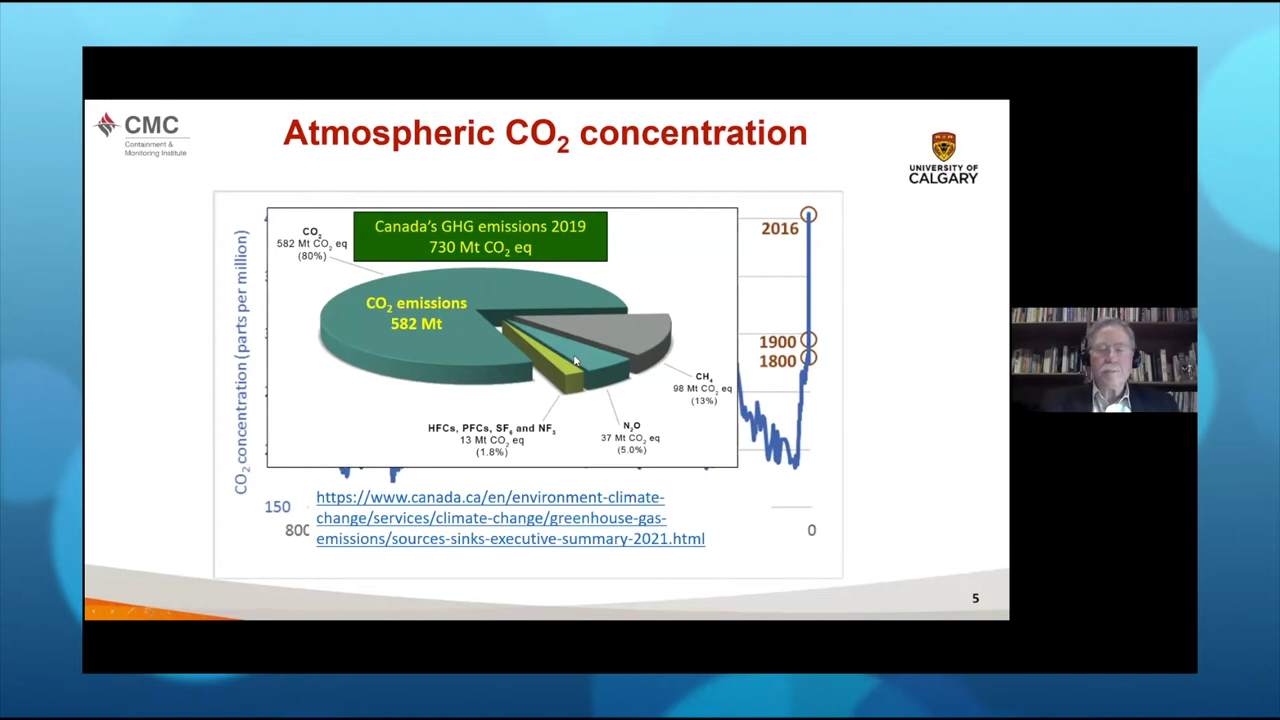 CMC
Containment &
Monitoring Institute
Atmospheric CO₂ concentration
UNIVERSITY OF
CALGARY
Canada's GHG emissions 2019
730 Mt CO₂ eq
CO₂
582 Mt CO₂ eq
(80%)
CO₂ emissions
582 Mt
CH₄
98 Mt CO₂ eq
(13%)
N₂O
37 Mt CO₂ eq
(5.0%)
HFCs, PFCs, SF₆ and NF₃
13 Mt CO₂ eq
(1.8%)
CO₂ concentration (parts per million)
2016
1900
1800
150
800
0
https://www.canada.ca/en/environment-climate-
change/services/climate-change/greenhouse-gas-
emissions/sources-sinks-executive-summary-2021.html
5